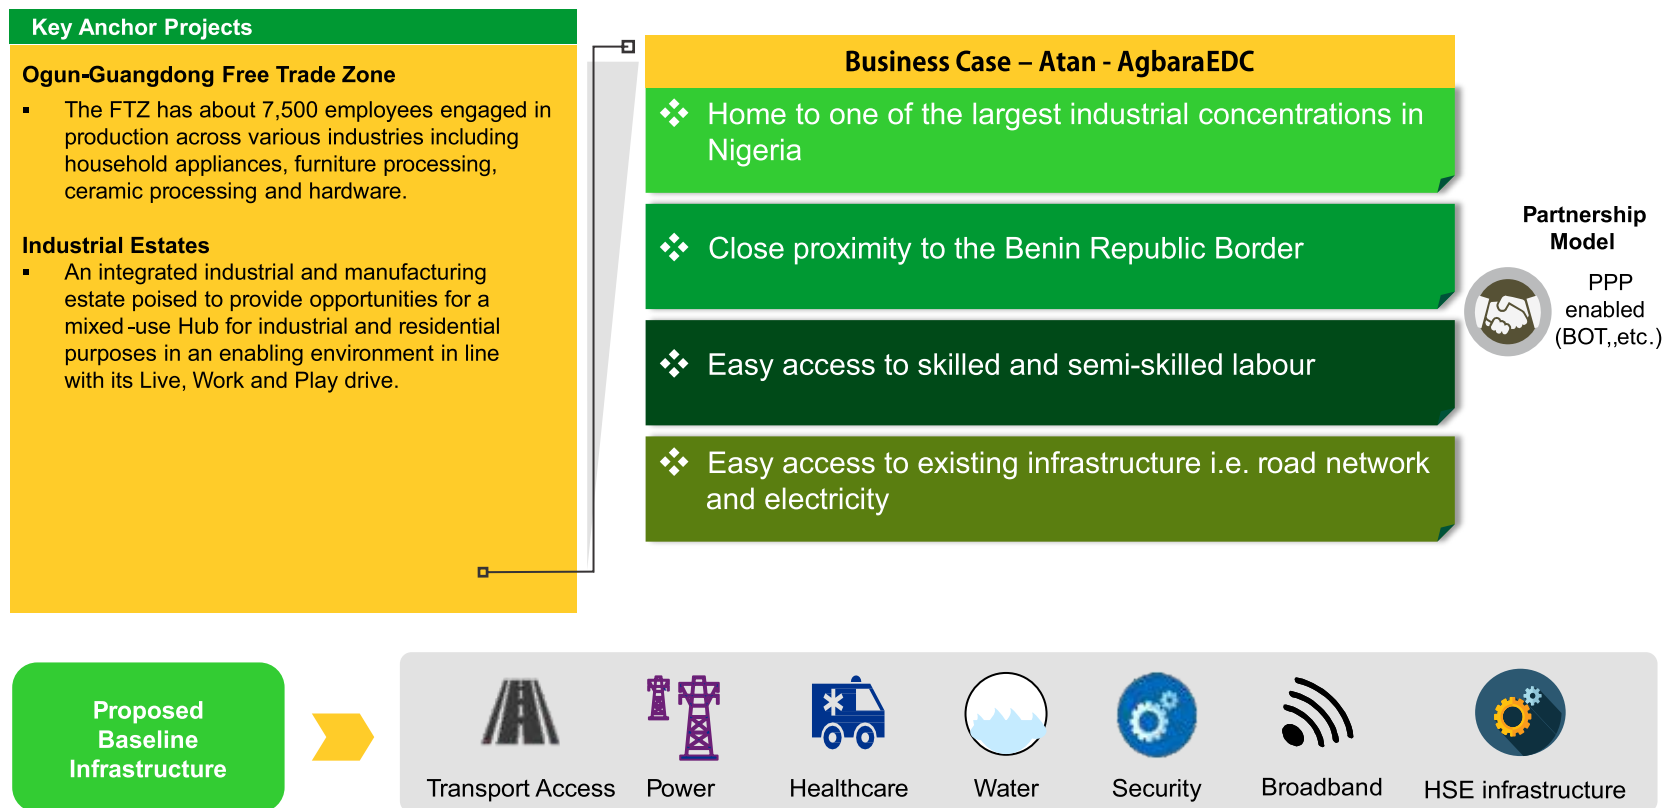 Key Anchor Projects
Ogun-Guangdong Free Trade Zone
▪ The FTZ has about 7,500 employees engaged in
production across various industries including
household appliances, furniture processing,
ceramic processing and hardware.
Industrial Estates
▪ An integrated industrial and manufacturing
estate poised to provide opportunities for a
mixed-use Hub for industrial and residential
purposes in an enabling environment in line
with its Live, Work and Play drive.
Business Case – Atan - AgbaraEDC
❖ Home to one of the largest industrial concentrations in
Nigeria
❖ Close proximity to the Benin Republic Border
❖ Easy access to skilled and semi-skilled labour
❖ Easy access to existing infrastructure i.e. road network
and electricity
Partnership
Model
PPP
enabled
(BOT,,etc.)
Proposed
Baseline
Infrastructure
Transport Access
Power
Healthcare
Water
Security
Broadband
HSE infrastructure